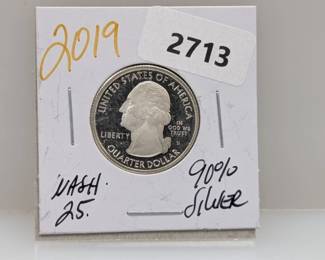 2019
2713
UNITED STATES OF AMERICA
LIBERTY
IN
GOD WE
TRUST
S
QUARTER DOLLAR
WASH.
25.
90%
SILVER